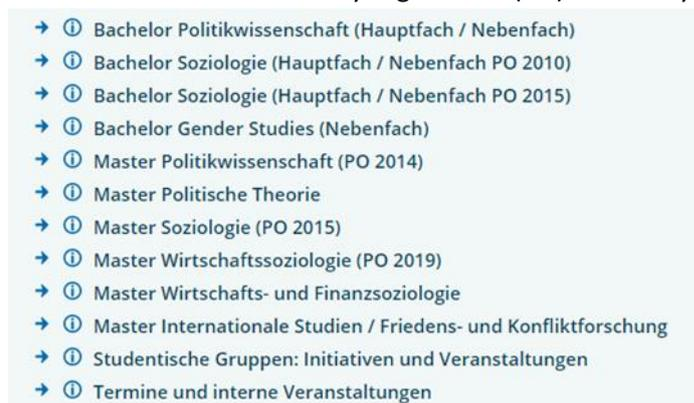 Bachelor Politikwissenschaft (Hauptfach / Nebenfach)
Bachelor Soziologie (Hauptfach / Nebenfach PO 2010)
Bachelor Soziologie (Hauptfach / Nebenfach PO 2015)
Bachelor Gender Studies (Nebenfach)
Master Politikwissenschaft (PO 2014)
Master Politische Theorie
Master Soziologie (PO 2015)
Master Wirtschaftssoziologie (PO 2019)
Master Wirtschafts- und Finanzsoziologie
Master Internationale Studien / Friedens- und Konfliktforschung
Studentische Gruppen: Initiativen und Veranstaltungen
Termine und interne Veranstaltungen